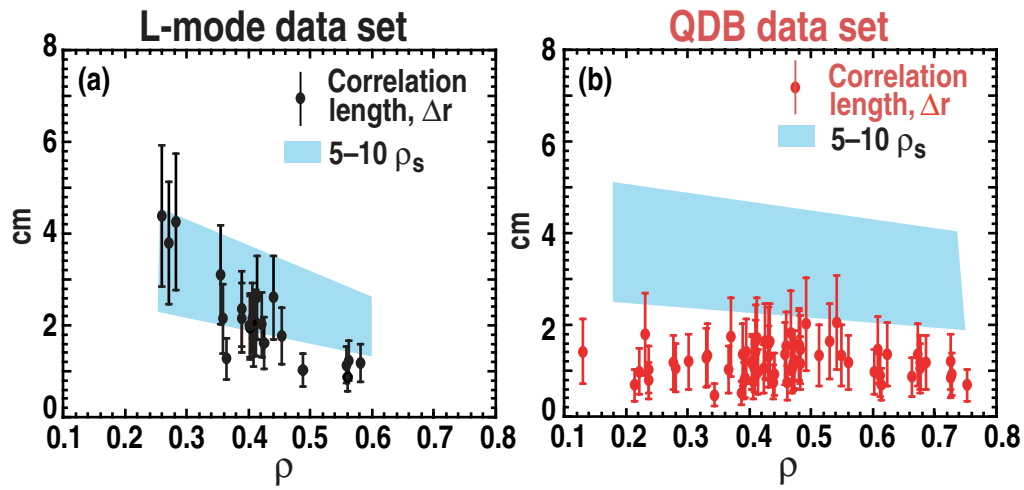 L-mode data set
(a)
Correlation
length, Δr
5–10 ρs
8
6
4
2
0
cm
0.1 0.2 0.3 0.4 0.5 0.6 0.7
ρ
QDB data set
(b)
Correlation
length, Δr
5–10 ρs
8
6
4
2
0
cm
0.1 0.2 0.3 0.4 0.5 0.6 0.7 0.8
ρ